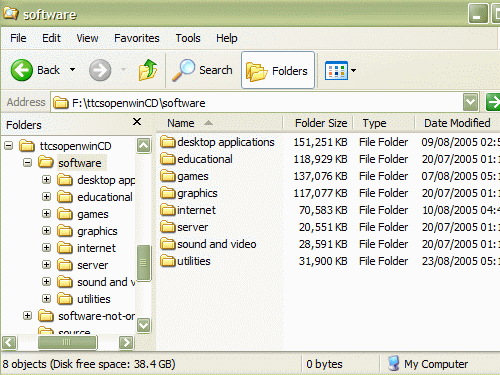 software
File Edit View Favorites Tools Help
Back Search Folders
Address F:\ttcsopenwinCD\software
Folders
ttcsopenwinCD
software
desktop app
educational
games
graphics
internet
server
sound and v
utilities
software-not-or
source
Name Folder Size Type Date Modified
desktop applications 151,251 KB File Folder 09/08/2005 02:5
educational 118,929 KB File Folder 20/07/2005 01:1
games 137,076 KB File Folder 07/08/2005 05:1
graphics 117,077 KB File Folder 20/07/2005 01:1
internet 70,583 KB File Folder 10/08/2005 04:4
server 20,551 KB File Folder 20/07/2005 01:1
sound and video 28,591 KB File Folder 20/07/2005 01:1
utilities 31,900 KB File Folder 23/08/2005 05:1
8 objects (Disk free space: 38.4 GB) 0 bytes My Computer